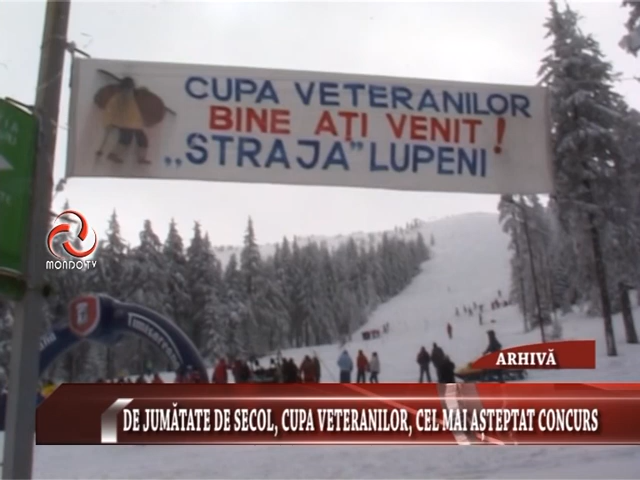 CUPA VETERANILOR
BINE AȚI VENIT!
„STRAJA" LUPENI
MONDO TV
Timișoreana
ARHIVĂ
DE JUMĂTATE DE SECOL, CUPA VETERANILOR, CEL MAI AȘTEPTAT CONCURS